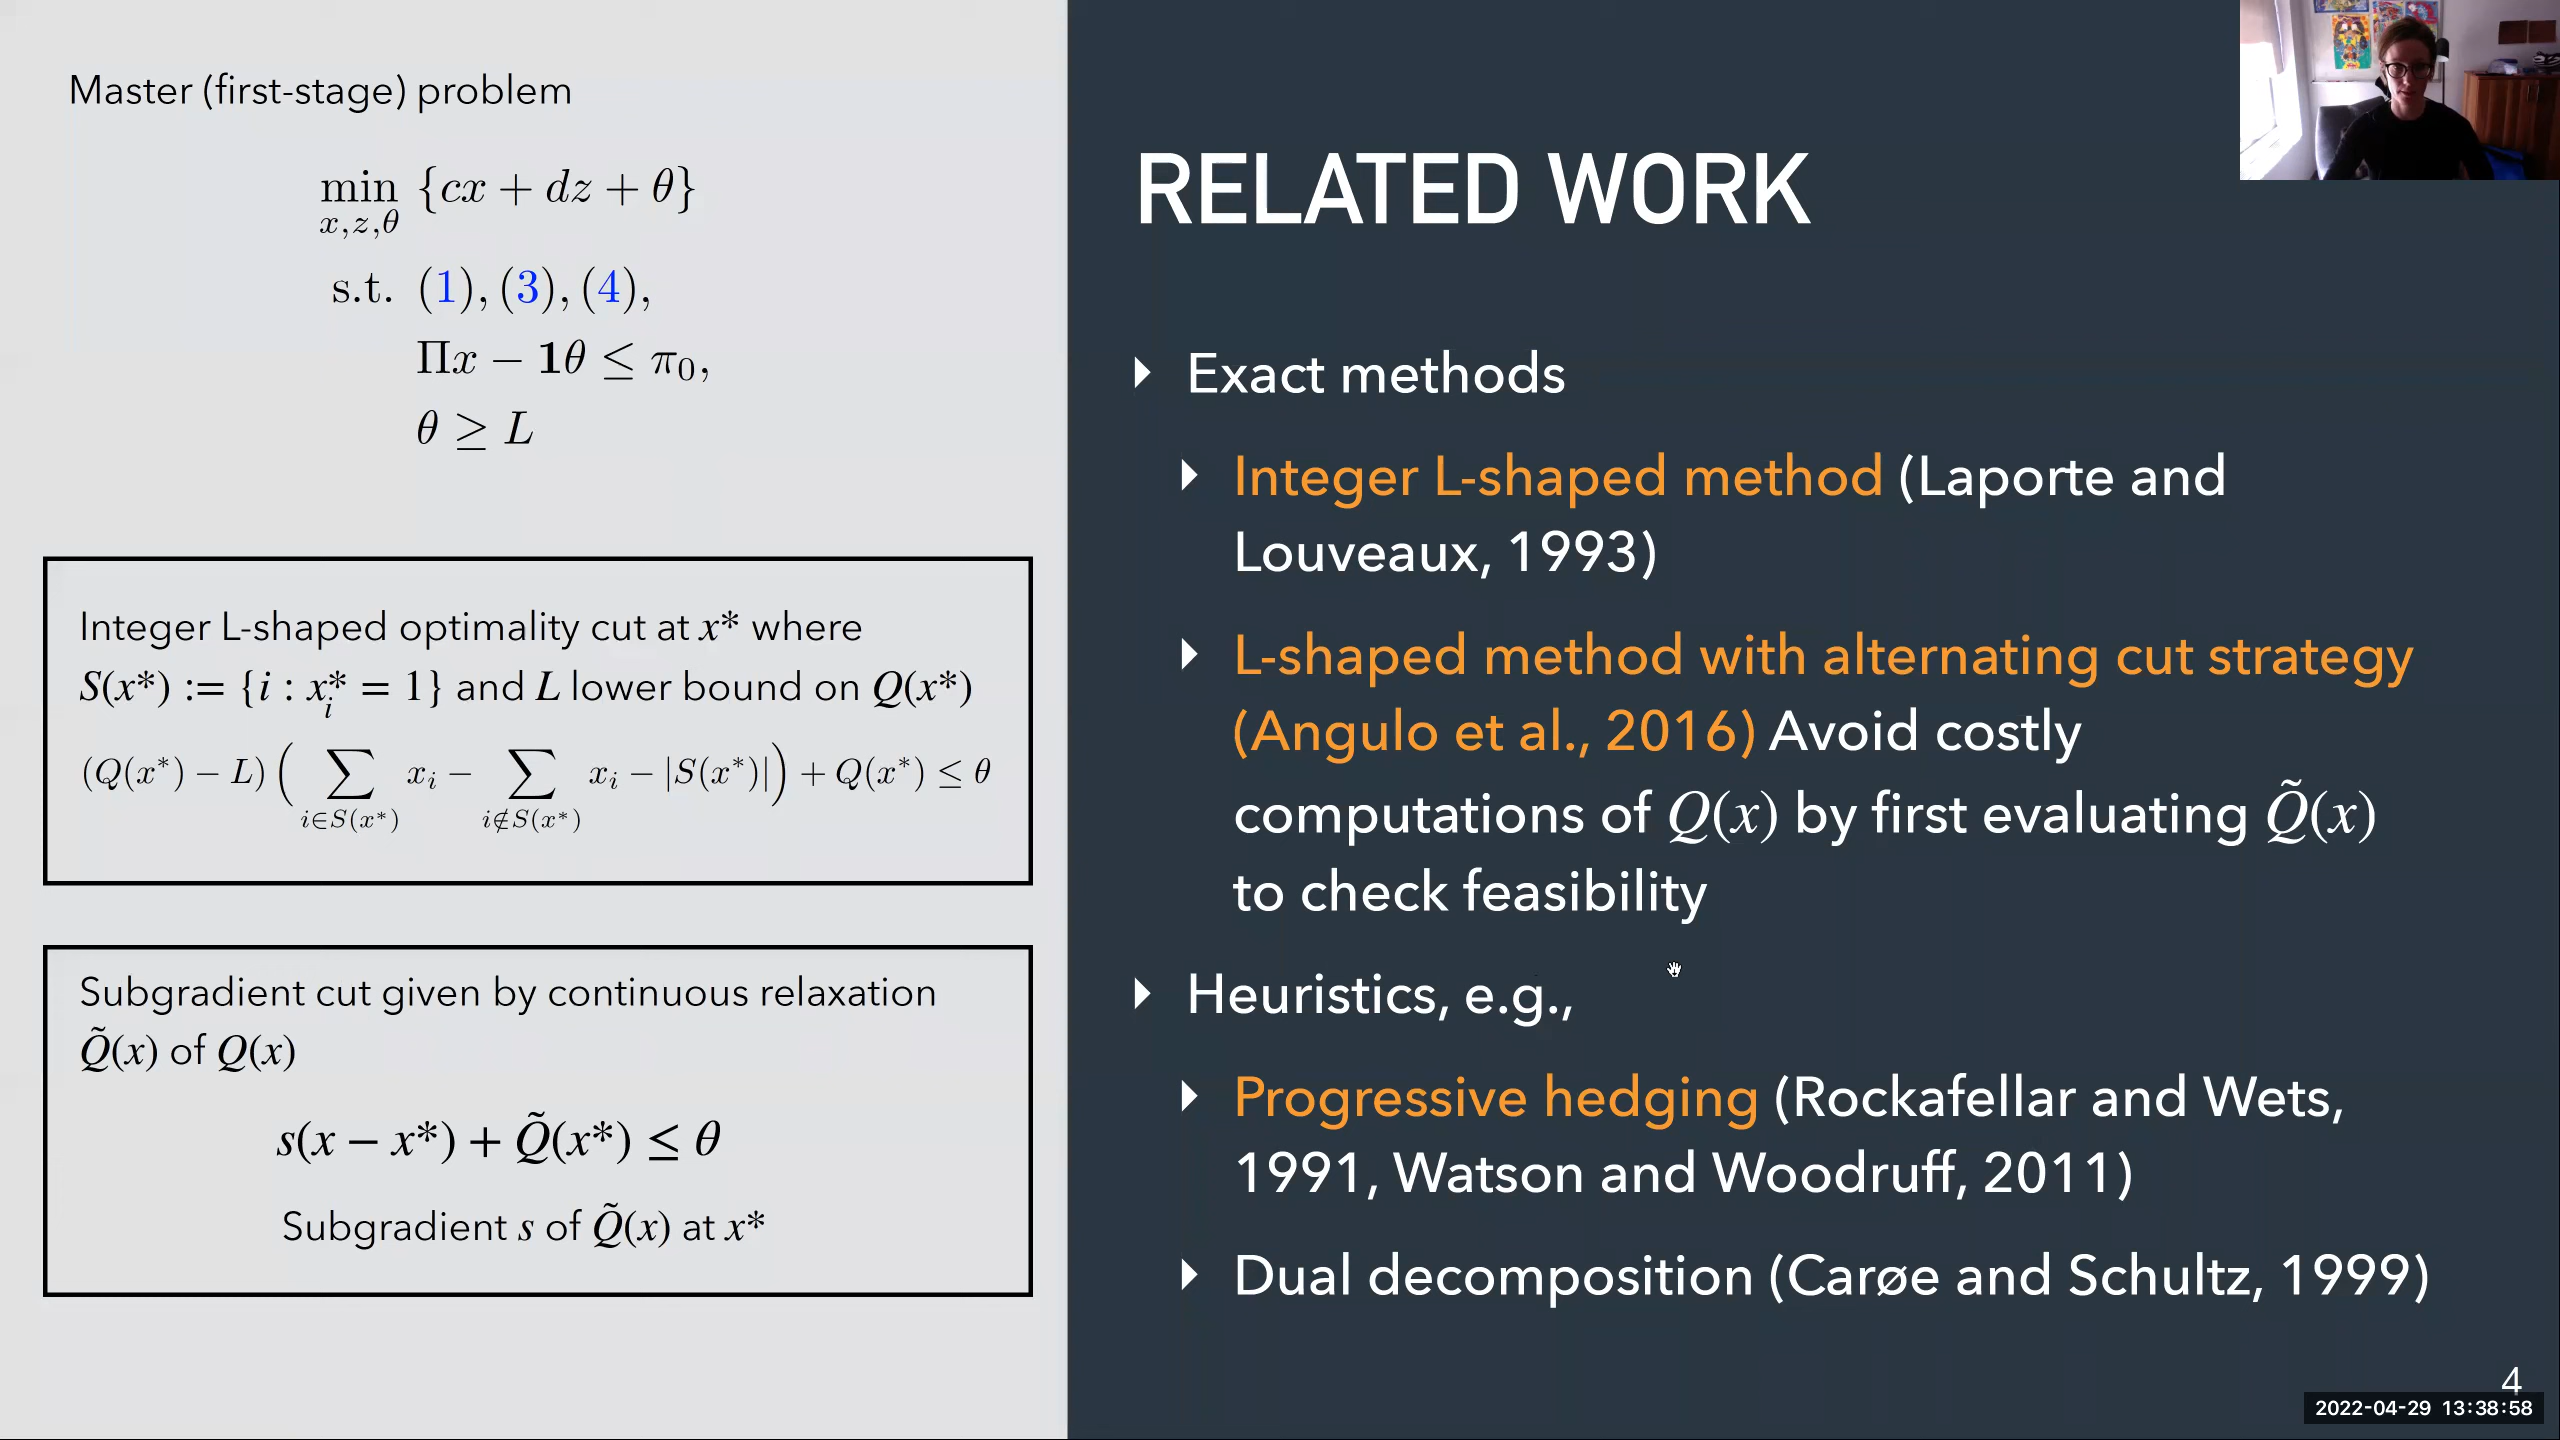 Master (first-stage) problem
min {cx + dz + θ}
x,z,θ
s.t. (1), (3), (4),
Πx − 1θ ≤ π₀,
θ ≥ L
Integer L-shaped optimality cut at x* where
S(x*) := {i : xᵢ* = 1} and L lower bound on Q(x*)
(Q(x*) − L) ( ∑ xᵢ − ∑ xᵢ − |S(x*)| ) + Q(x*) ≤ θ
i∈S(x*) i∉S(x*)
Subgradient cut given by continuous relaxation
Q̃(x) of Q(x)
s(x − x*) + Q̃(x*) ≤ θ
Subgradient s of Q̃(x) at x*
RELATED WORK
Exact methods
Integer L-shaped method (Laporte and
Louveaux, 1993)
L-shaped method with alternating cut strategy
(Angulo et al., 2016) Avoid costly
computations of Q(x) by first evaluating Q̃(x)
to check feasibility
Heuristics, e.g.,
Progressive hedging (Rockafellar and Wets,
1991, Watson and Woodruff, 2011)
Dual decomposition (Carøe and Schultz, 1999)
4
2022-04-29 13:38:58